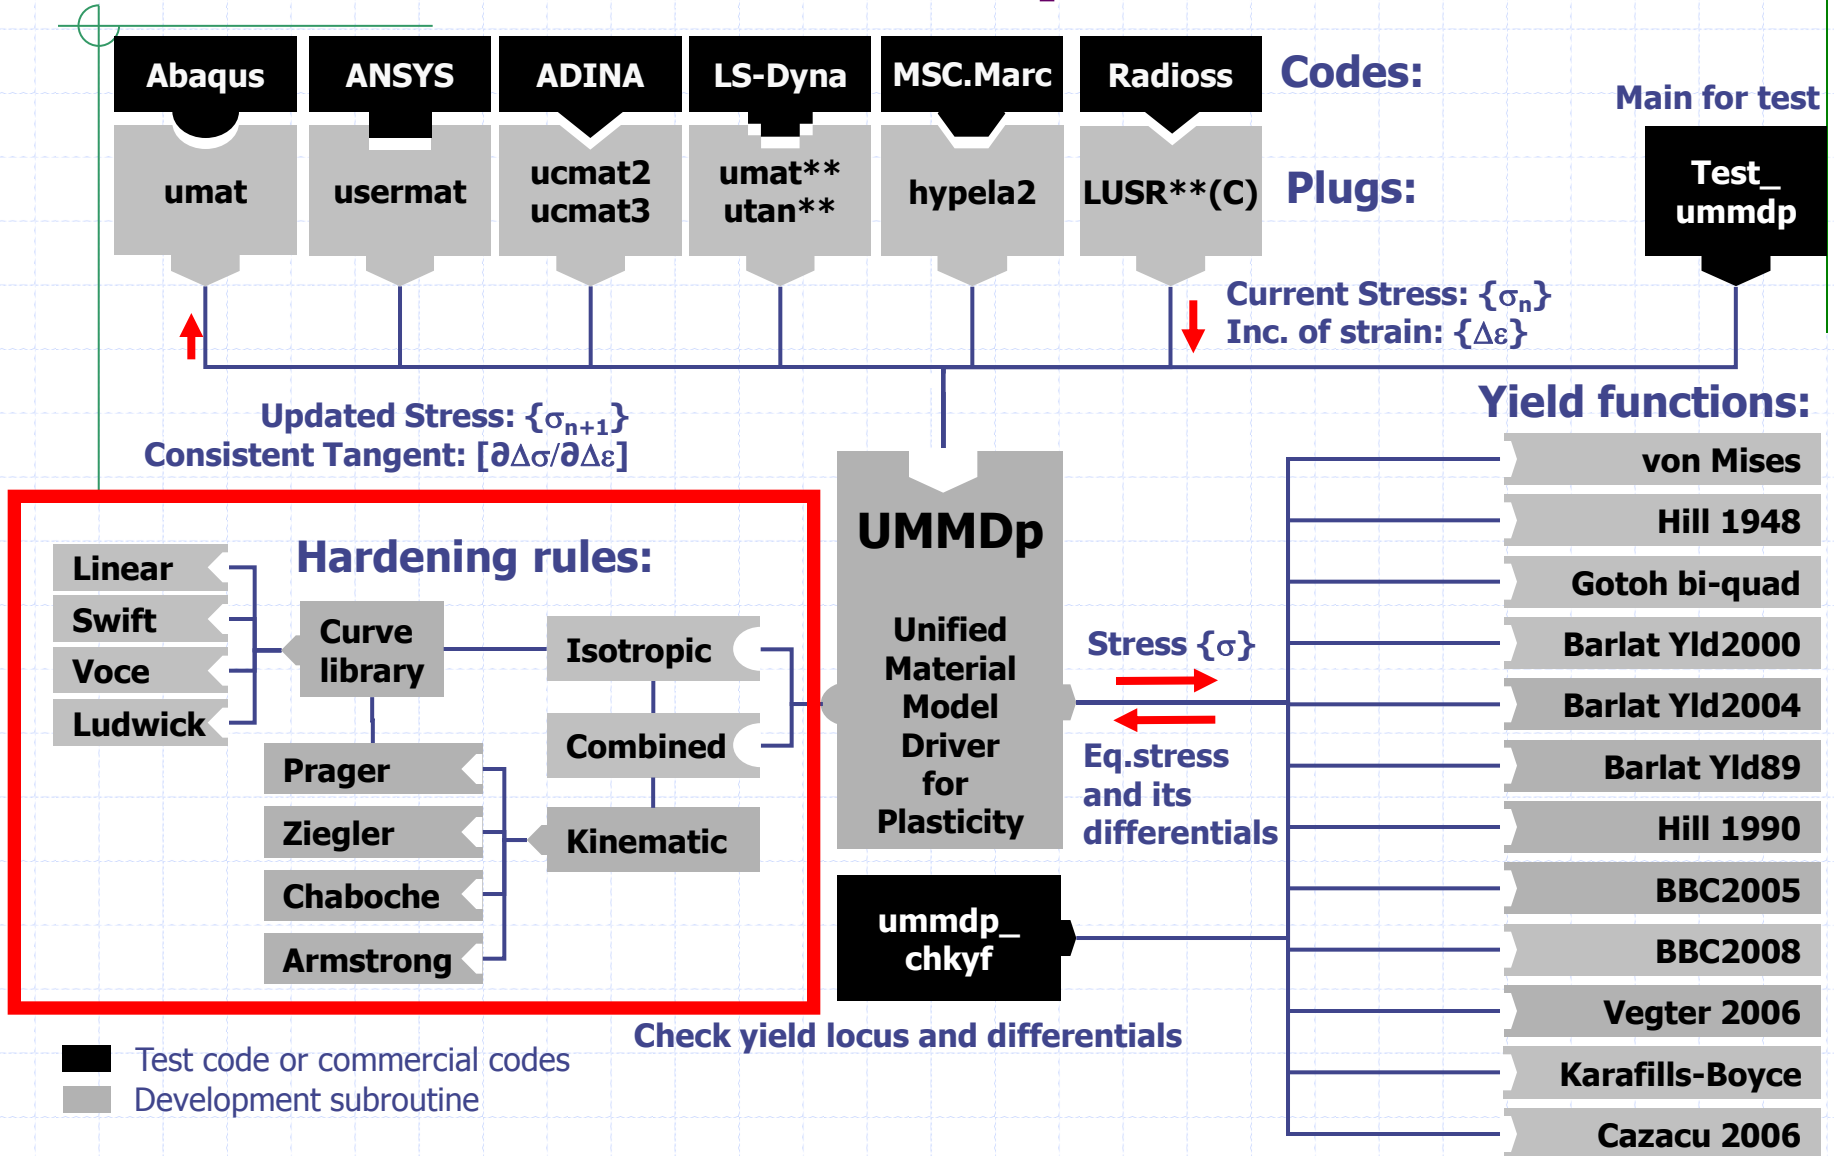 Abaqus
ANSYS
ADINA
LS-Dyna
MSC.Marc
Radioss
Codes:
Main for test
umat
usermat
ucmat2
ucmat3
umat**
utan**
hypela2
LUSR**(C)
Plugs:
Test_
ummdp
Current Stress: {σn}
Inc. of strain: {Δε}
Updated Stress: {σn+1}
Consistent Tangent: [∂Δσ/∂Δε]
Yield functions:
von Mises
Hill 1948
Gotoh bi-quad
Barlat Yld2000
Barlat Yld2004
Barlat Yld89
Hill 1990
BBC2005
BBC2008
Vegter 2006
Karafills-Boyce
Cazacu 2006
UMMDp
Unified
Material
Model
Driver
for
Plasticity
Stress {σ}
Eq.stress
and its
differentials
Hardening rules:
Linear
Swift
Voce
Ludwick
Curve
library
Isotropic
Combined
Kinematic
Prager
Ziegler
Chaboche
Armstrong
ummdp_
chkyf
Check yield locus and differentials
Test code or commercial codes
Development subroutine